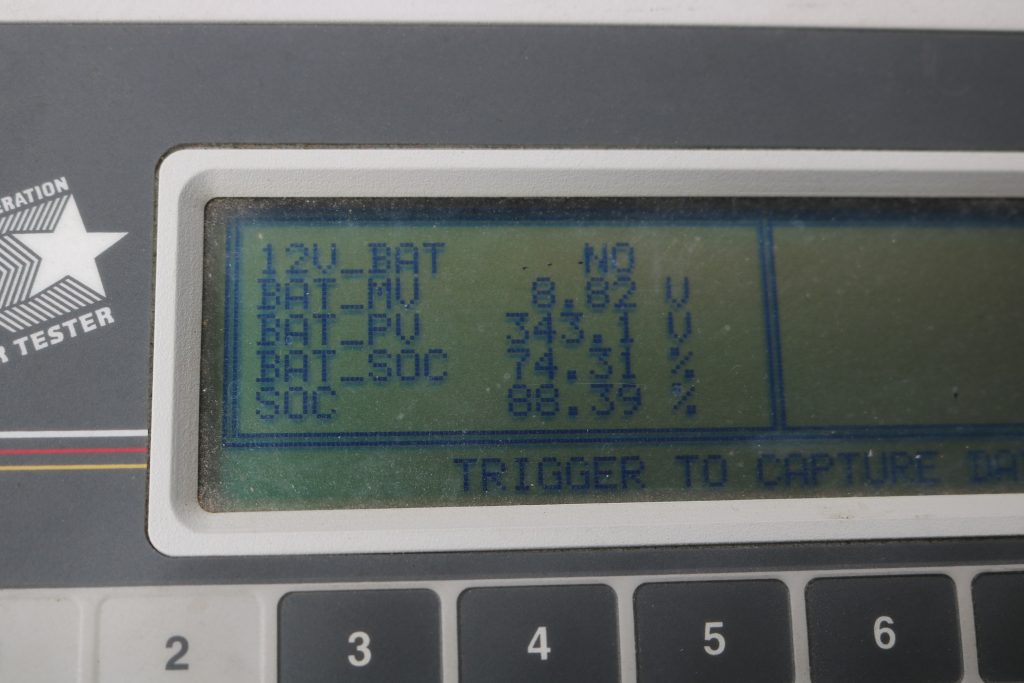 ERATION
R TESTER
12V_BAT NO
BAT_MV 8.82 V
BAT_PV 343.1 V
BAT_SOC 74.31 %
SOC 88.39 %
TRIGGER TO CAPTURE DA
2 3 4 5 6